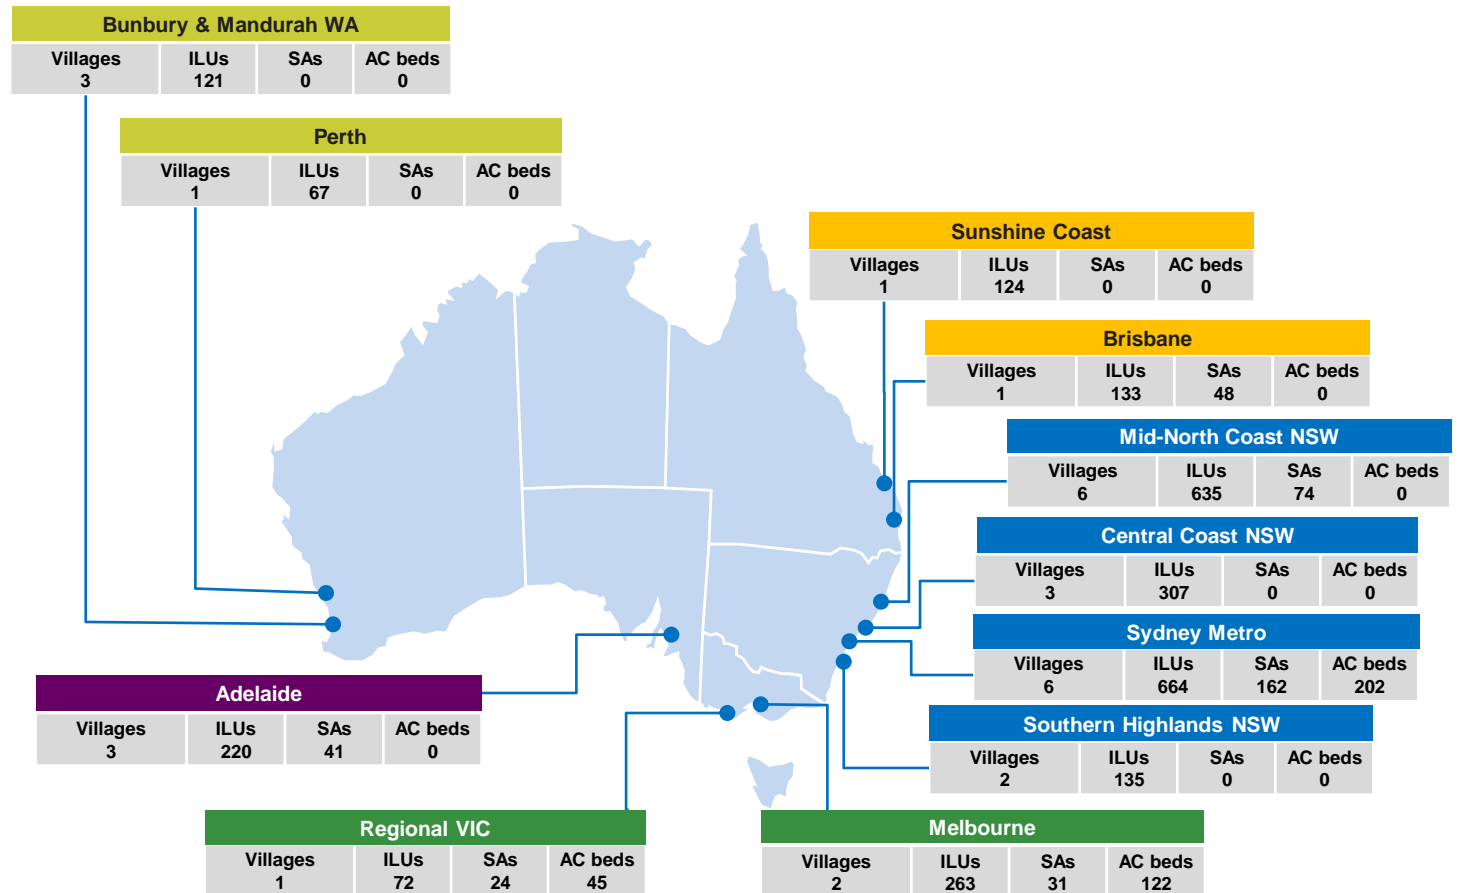 Bunbury & Mandurah WA
Villages ILUs SAs AC beds
3 121 0 0
Perth
Villages ILUs SAs AC beds
1 67 0 0
Sunshine Coast
Villages ILUs SAs AC beds
1 124 0 0
Brisbane
Villages ILUs SAs AC beds
1 133 48 0
Mid-North Coast NSW
Villages ILUs SAs AC beds
6 635 74 0
Central Coast NSW
Villages ILUs SAs AC beds
3 307 0 0
Sydney Metro
Villages ILUs SAs AC beds
6 664 162 202
Adelaide
Villages ILUs SAs AC beds
3 220 41 0
Southern Highlands NSW
Villages ILUs SAs AC beds
2 135 0 0
Regional VIC
Villages ILUs SAs AC beds
1 72 24 45
Melbourne
Villages ILUs SAs AC beds
2 263 31 122